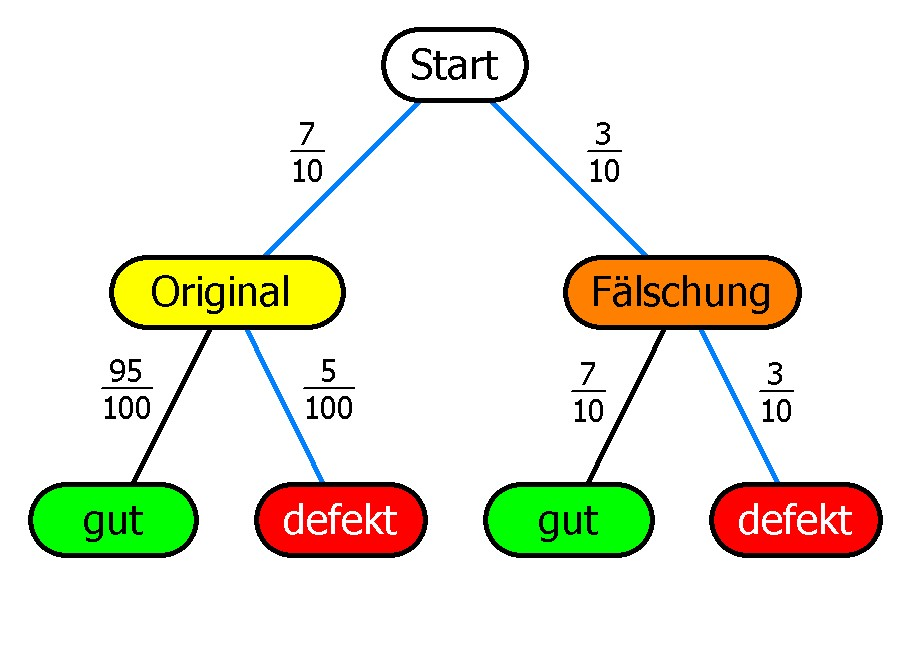 Start
7/10
3/10
Original
Fälschung
95/100
5/100
7/10
3/10
gut
defekt
gut
defekt